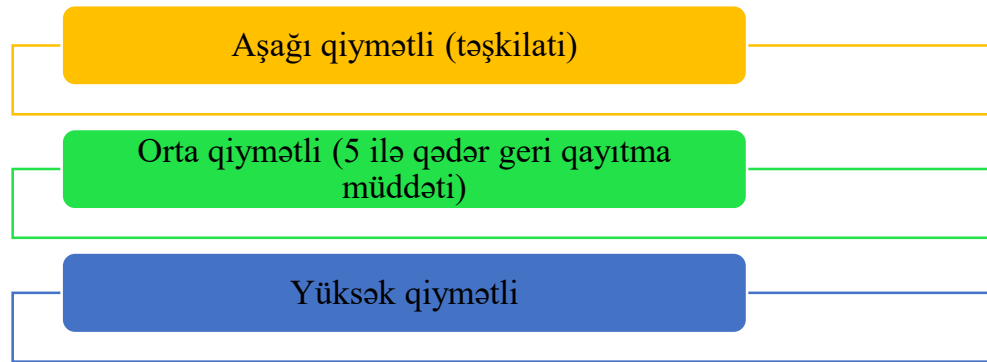 Aşağı qiymətli (təşkilati)
Orta qiymətli (5 ilə qədər geri qayıtma
müddəti)
Yüksək qiymətli